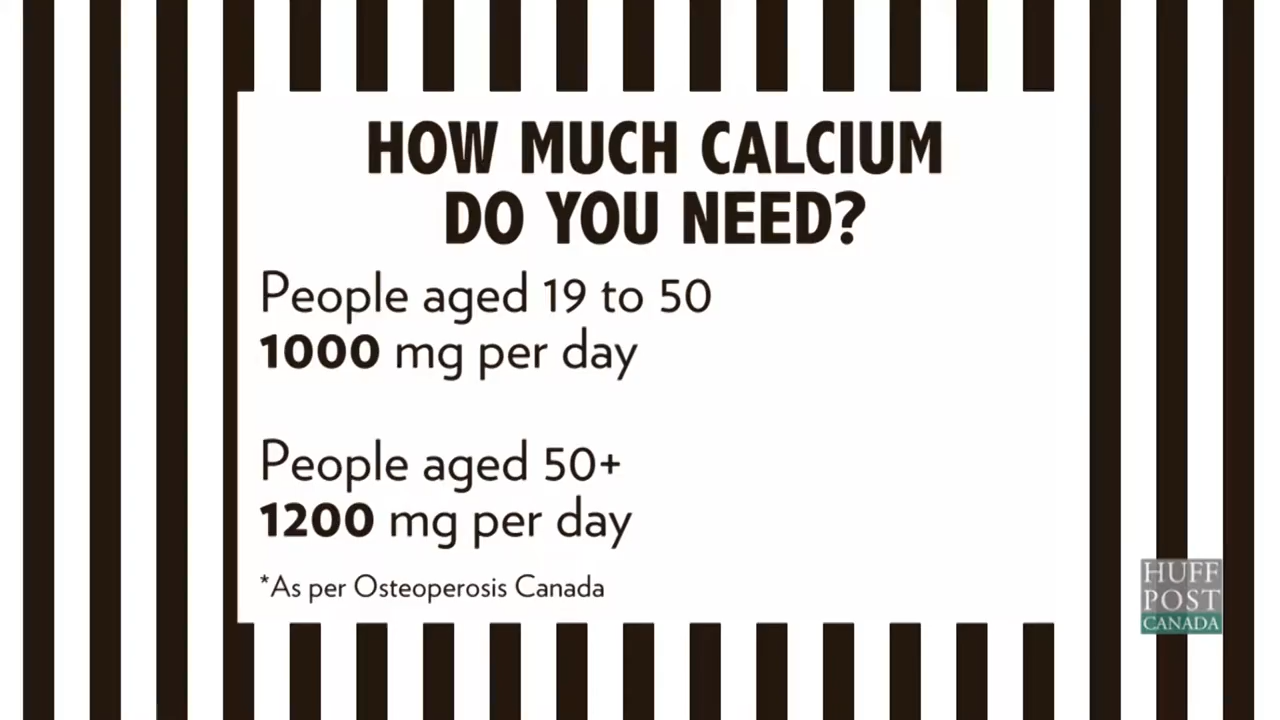 HOW MUCH CALCIUM
DO YOU NEED?
People aged 19 to 50
1000 mg per day
People aged 50+
1200 mg per day
*As per Osteoperosis Canada
HUFF
POST
CANADA